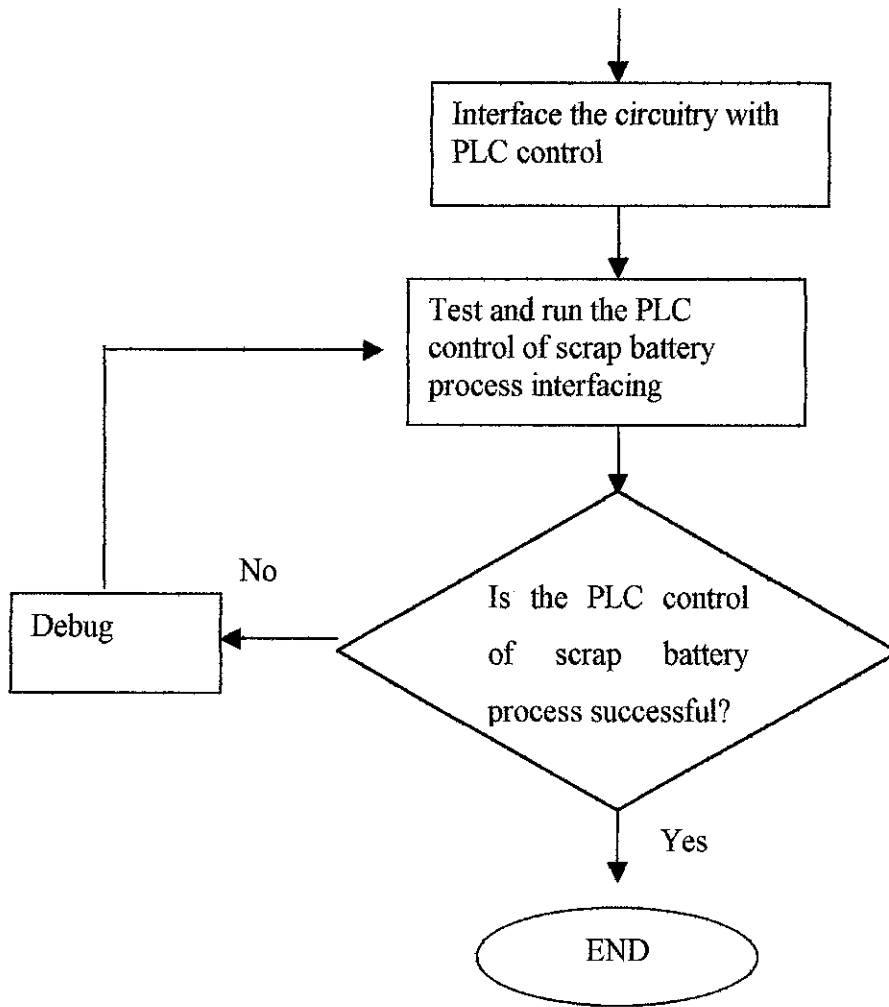 Interface the circuitry with
PLC control
Test and run the PLC
control of scrap battery
process interfacing
No
Debug
Is the PLC control
of scrap battery
process successful?
Yes
END